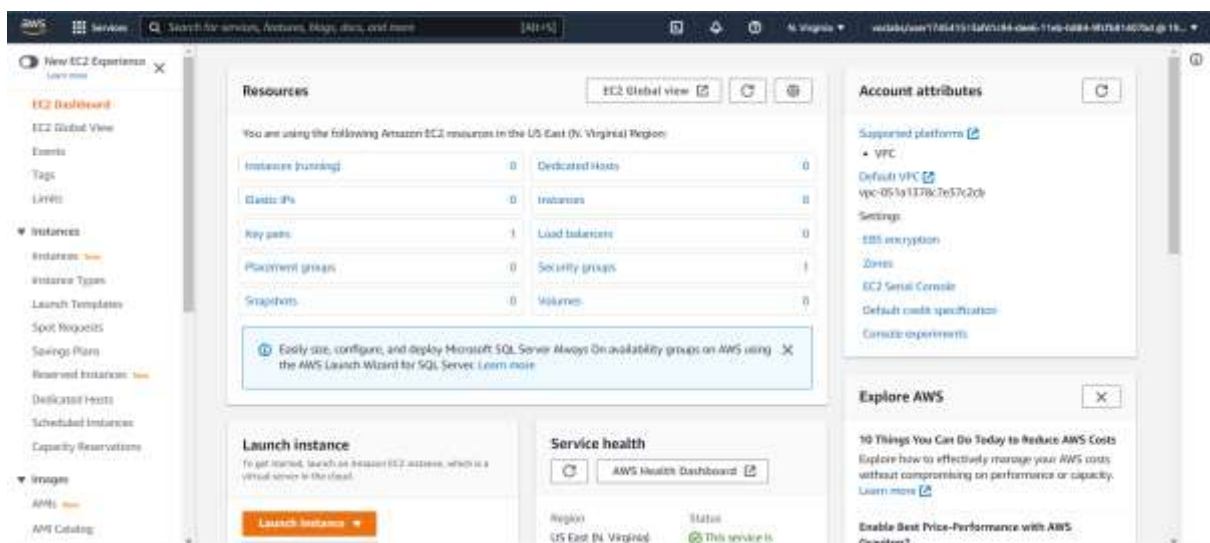 aws
Services
Search for services, features, blogs, docs, and more
[Alt+S]
N. Virginia
New EC2 Experience
Learn more
EC2 Dashboard
EC2 Global View
Events
Tags
Limits
Instances
Instances New
Instance Types
Launch Templates
Spot Requests
Savings Plans
Reserved Instances New
Dedicated Hosts
Scheduled Instances
Capacity Reservations
Images
AMIs New
AMI Catalog
Resources
EC2 Global view
You are using the following Amazon EC2 resources in the US East (N. Virginia) Region:
Instances (running) 0
Dedicated Hosts 0
Elastic IPs 0
Instances 0
Key pairs 1
Load balancers 0
Placement groups 0
Security groups 1
Snapshots 0
Volumes 0
Easily size, configure, and deploy Microsoft SQL Server Always On availability groups on AWS using
the AWS Launch Wizard for SQL Server. Learn more
Launch instance
To get started, launch an Amazon EC2 instance, which is a
virtual server in the cloud.
Launch instance
Service health
AWS Health Dashboard
Region
Status
US East (N. Virginia)
This service is
Account attributes
Supported platforms
• VPC
Default VPC
Settings
EBS encryption
Zones
EC2 Serial Console
Default credit specification
Console experiments
Explore AWS
10 Things You Can Do Today to Reduce AWS Costs
Explore how to effectively manage your AWS costs
without compromising on performance or capacity.
Learn more
Enable Best Price-Performance with AWS